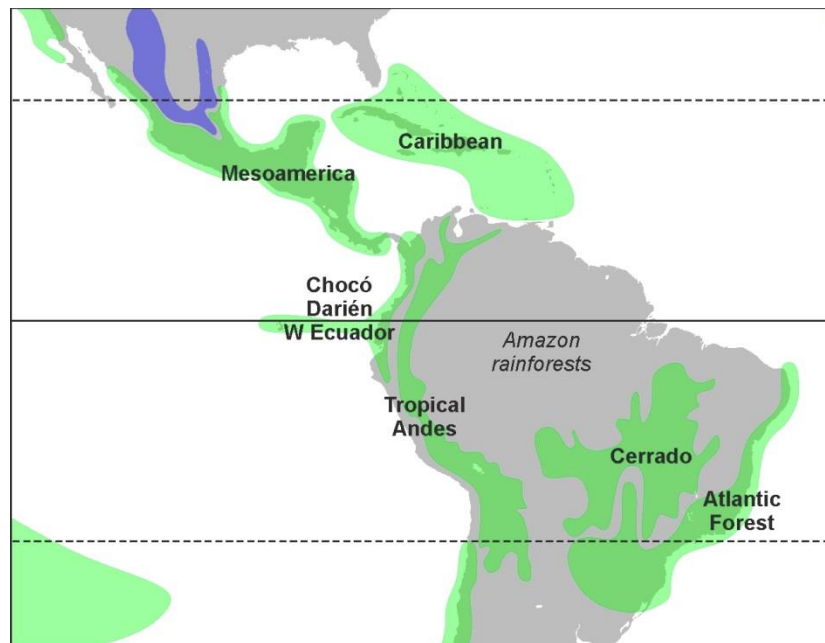 Caribbean
Mesoamerica
Chocó
Darién
W Ecuador
Amazon
rainforests
Tropical
Andes
Cerrado
Atlantic
Forest